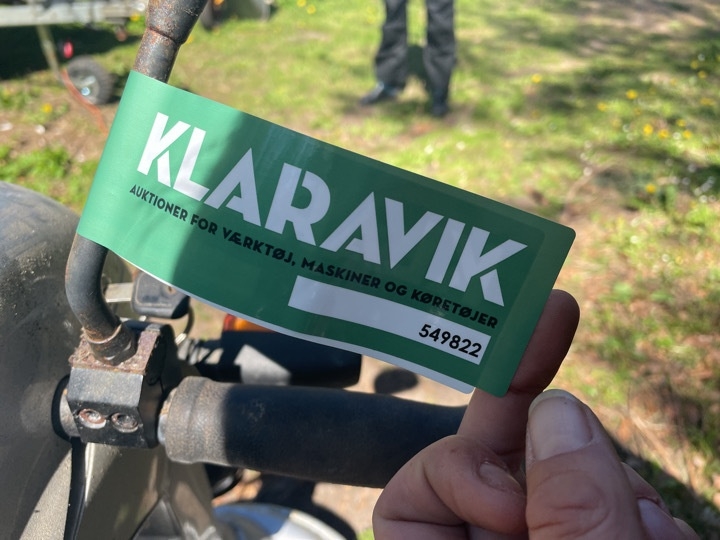 KLARAVIK
AUKTIONER FOR VÆRKTØJ, MASKINER OG KØRETØJER
549822